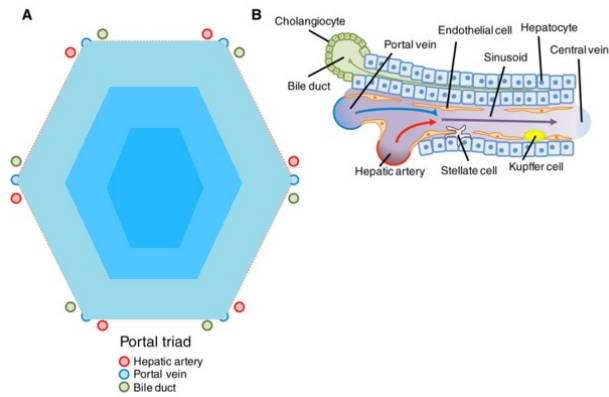 A
B
Cholangiocyte
Portal vein
Endothelial cell
Hepatocyte
Sinusoid
Central vein
Bile duct
Hepatic artery
Stellate cell
Kupffer cell
Portal triad
Hepatic artery
Portal vein
Bile duct